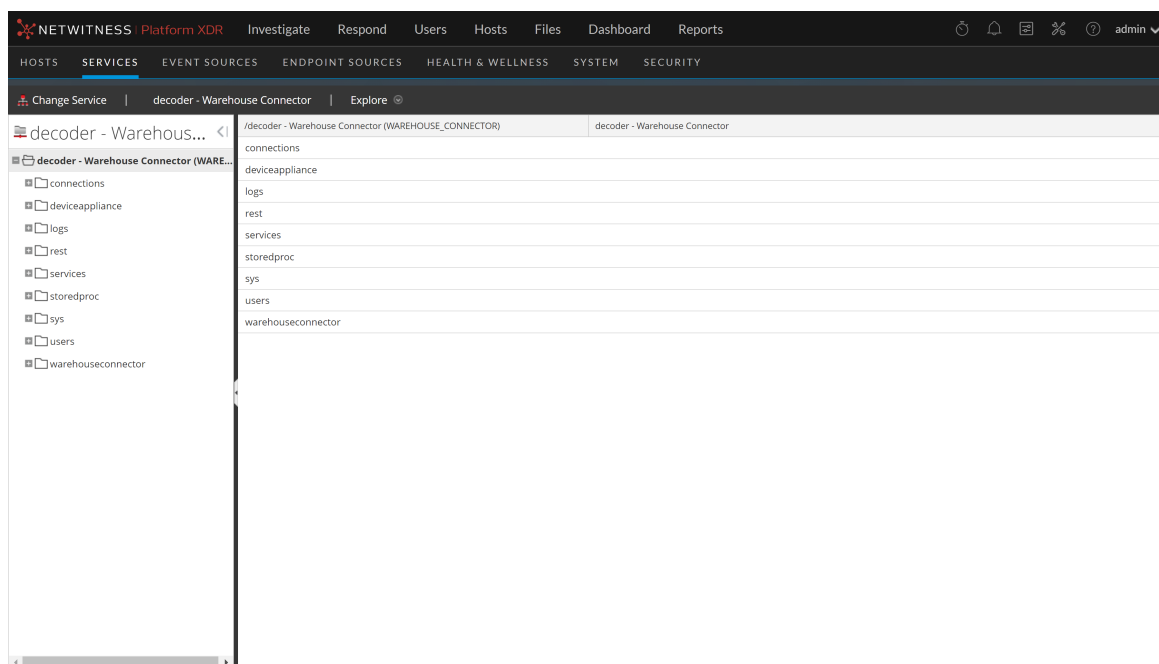 NETWITNESS | Platform XDR Investigate Respond Users Hosts Files Dashboard Reports admin
HOSTS SERVICES EVENT SOURCES ENDPOINT SOURCES HEALTH & WELLNESS SYSTEM SECURITY
Change Service | decoder - Warehouse Connector | Explore
decoder - Warehous...
decoder - Warehouse Connector (WARE...
connections
deviceappliance
logs
rest
services
storedproc
sys
users
warehouseconnector
/decoder - Warehouse Connector (WAREHOUSE_CONNECTOR) decoder - Warehouse Connector
connections
deviceappliance
logs
rest
services
storedproc
sys
users
warehouseconnector